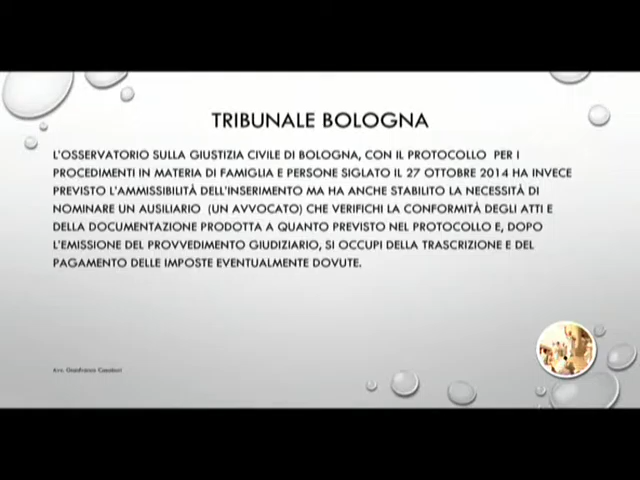 TRIBUNALE BOLOGNA
L'OSSERVATORIO SULLA GIUSTIZIA CIVILE DI BOLOGNA, CON IL PROTOCOLLO PER I
PROCEDIMENTI IN MATERIA DI FAMIGLIA E PERSONE SIGLATO IL 27 OTTOBRE 2014 HA INVECE
PREVISTO L'AMMISSIBILITÀ DELL'INSERIMENTO MA HA ANCHE STABILITO LA NECESSITÀ DI
NOMINARE UN AUSILIARIO (UN AVVOCATO) CHE VERIFICHI LA CONFORMITÀ DEGLI ATTI E
DELLA DOCUMENTAZIONE PRODOTTA A QUANTO PREVISTO NEL PROTOCOLLO E, DOPO
L'EMISSIONE DEL PROVVEDIMENTO GIUDIZIARIO, SI OCCUPI DELLA TRASCRIZIONE E DEL
PAGAMENTO DELLE IMPOSTE EVENTUALMENTE DOVUTE.
Avv. Gianfranco